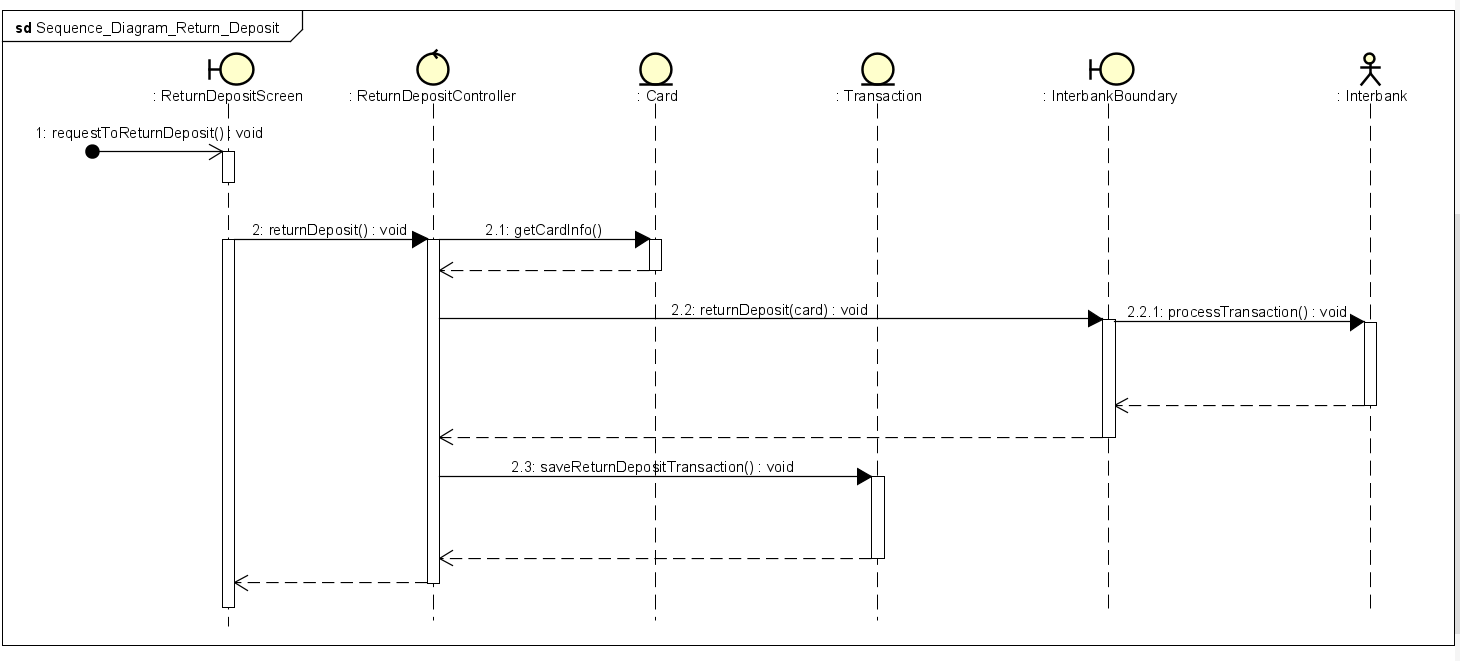 sd Sequence_Diagram_Return_Deposit
: ReturnDepositScreen
: ReturnDepositController
: Card
: Transaction
: InterbankBoundary
: Interbank
1: requestToReturnDeposit() : void
2: returnDeposit() : void
2.1: getCardInfo()
2.2: returnDeposit(card) : void
2.2.1: processTransaction() : void
2.3: saveReturnDepositTransaction() : void